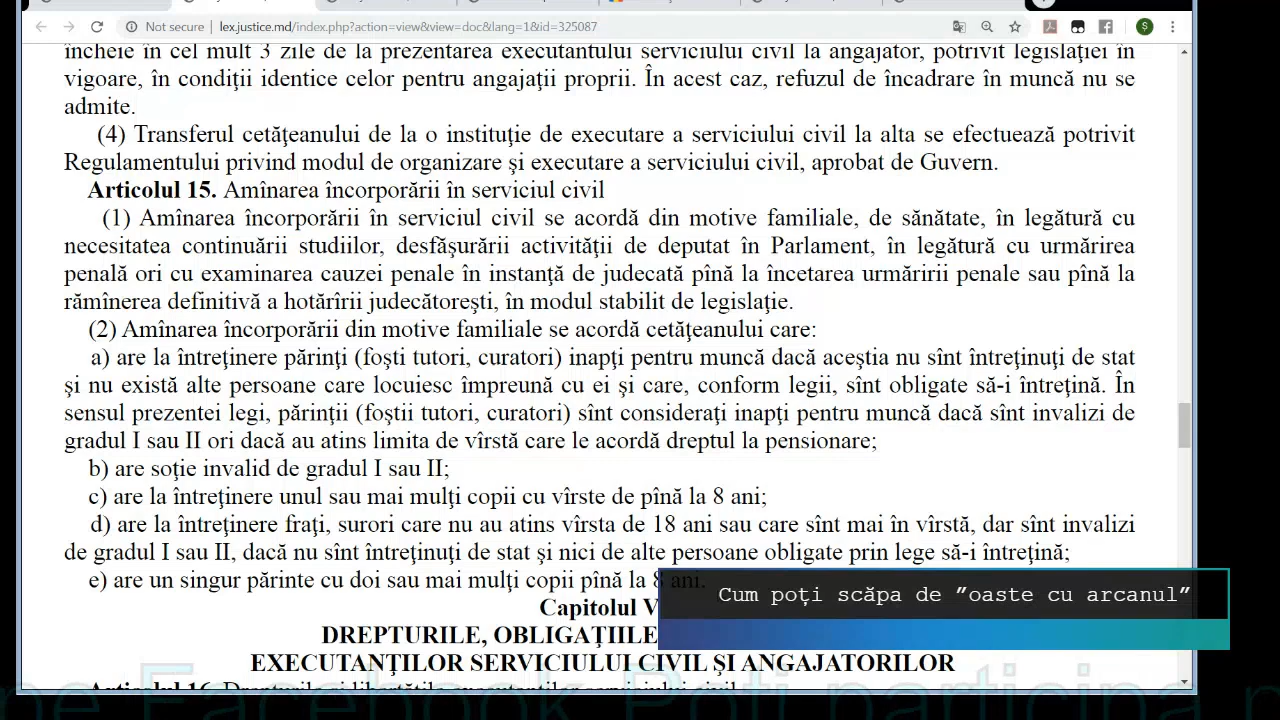 Not secure
lex.justice.md/index.php?action=view&view=doc&lang=1&id=325087
încheie în cel mult 3 zile de la prezentarea executantului serviciului civil la angajator, potrivit legislaţiei în
vigoare, în condiţii identice celor pentru angajaţii proprii. În acest caz, refuzul de încadrare în muncă nu se
admite.
(4) Transferul cetăţeanului de la o instituţie de executare a serviciului civil la alta se efectuează potrivit
Regulamentului privind modul de organizare şi executare a serviciului civil, aprobat de Guvern.
Articolul 15. Amînarea încorporării în serviciul civil
(1) Amînarea încorporării în serviciul civil se acordă din motive familiale, de sănătate, în legătură cu
necesitatea continuării studiilor, desfăşurării activităţii de deputat în Parlament, în legătură cu urmărirea
penală ori cu examinarea cauzei penale în instanţă de judecată pînă la încetarea urmăririi penale sau pînă la
rămînerea definitivă a hotărîrii judecătoreşti, în modul stabilit de legislaţie.
(2) Amînarea încorporării din motive familiale se acordă cetăţeanului care:
a) are la întreţinere părinţi (foşti tutori, curatori) inapţi pentru muncă dacă aceştia nu sînt întreţinuţi de stat
şi nu există alte persoane care locuiesc împreună cu ei şi care, conform legii, sînt obligate să-i întreţină. În
sensul prezentei legi, părinţii (foştii tutori, curatori) sînt consideraţi inapţi pentru muncă dacă sînt invalizi de
gradul I sau II ori dacă au atins limita de vîrstă care le acordă dreptul la pensionare;
b) are soţie invalid de gradul I sau II;
c) are la întreţinere unul sau mai mulţi copii cu vîrste de pînă la 8 ani;
d) are la întreţinere fraţi, surori care nu au atins vîrsta de 18 ani sau care sînt mai în vîrstă, dar sînt invalizi
de gradul I sau II, dacă nu sînt întreţinuţi de stat şi nici de alte persoane obligate prin lege să-i întreţină;
e) are un singur părinte cu doi sau mai mulţi copii pînă la 8 ani.
Cum poți scăpa de ”oaste cu arcanul”
Capitolul V
DREPTURILE, OBLIGAŢIILE
EXECUTANŢILOR SERVICIULUI CIVIL ŞI ANGAJATORILOR
Articolul 16. Drepturile şi libertăţile executanţilor serviciului civil
ne Facebook Poți participa